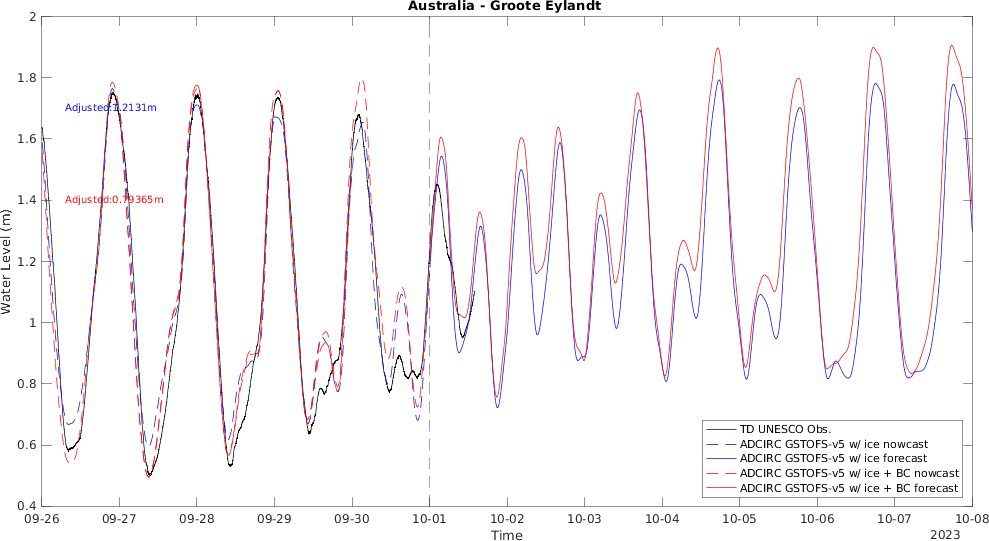 Australia - Groote Eylandt
2
1.8
1.6
1.4
1.2
1
0.8
0.6
0.4
Water Level (m)
Adjusted:1.2131m
Adjusted:0.79365m
TD UNESCO Obs.
ADCIRC GSTOFS-v5 w/ ice nowcast
ADCIRC GSTOFS-v5 w/ ice forecast
ADCIRC GSTOFS-v5 w/ ice + BC nowcast
ADCIRC GSTOFS-v5 w/ ice + BC forecast
09-26 09-27 09-28 09-29 09-30 10-01 10-02 10-03 10-04 10-05 10-06 10-07 10-08
Time
2023